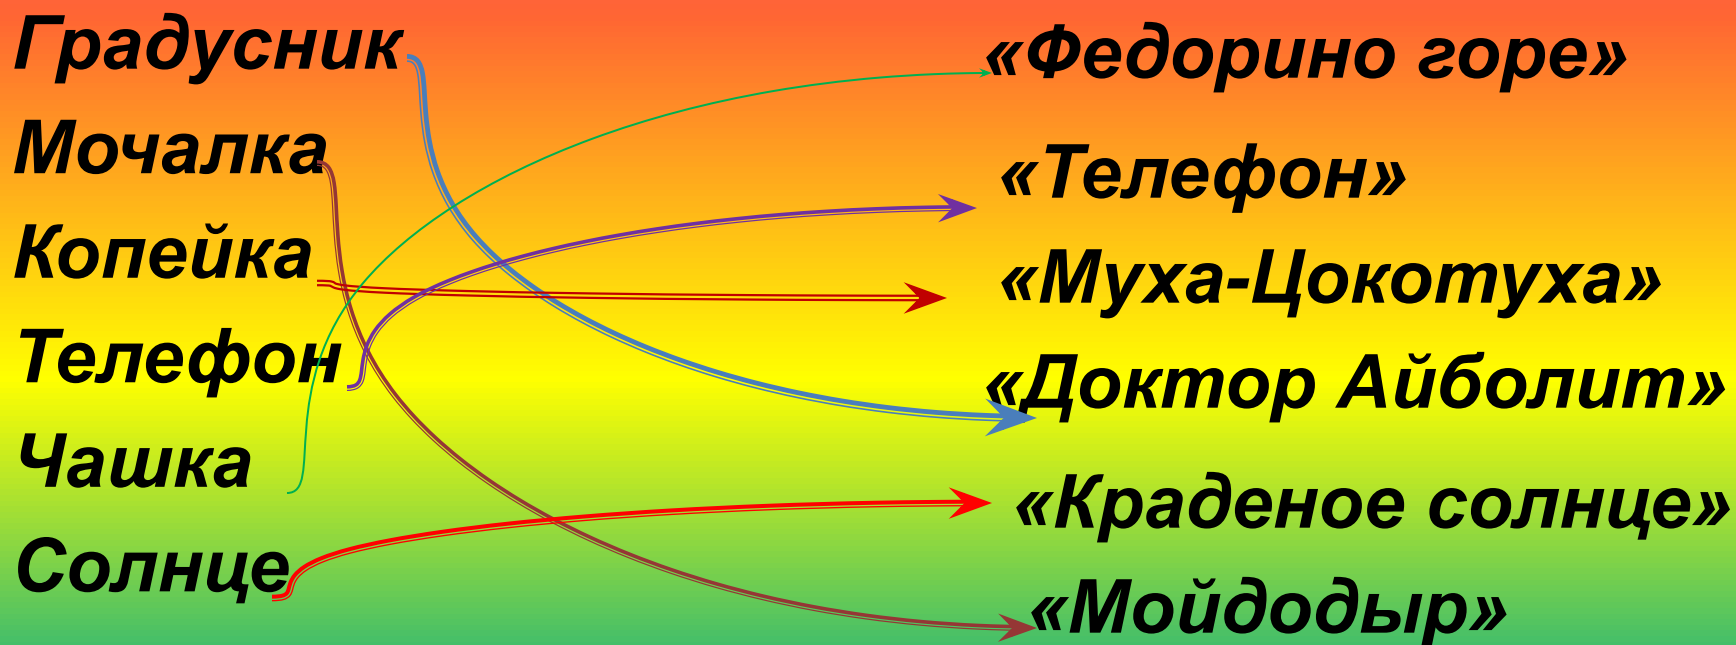 Градусник
Мочалка
Копейка
Телефон
Чашка
Солнце
«Федорино горе»
«Телефон»
«Муха-Цокотуха»
«Доктор Айболит»
«Краденое солнце»
«Мойдодыр»